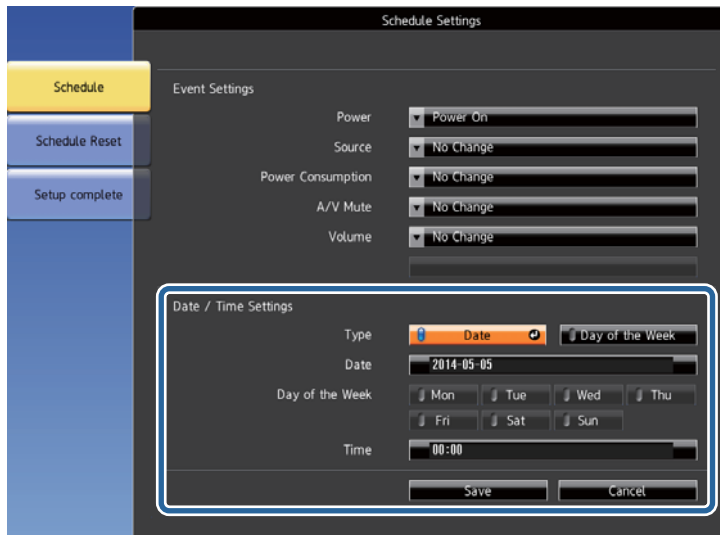 Schedule Settings
Schedule
Schedule Reset
Setup complete
Event Settings
Power Power On
Source No Change
Power Consumption No Change
A/V Mute No Change
Volume No Change
Date / Time Settings
Type Date Day of the Week
Date 2014-05-05
Day of the Week Mon Tue Wed Thu
Fri Sat Sun
Time 00:00
Save Cancel